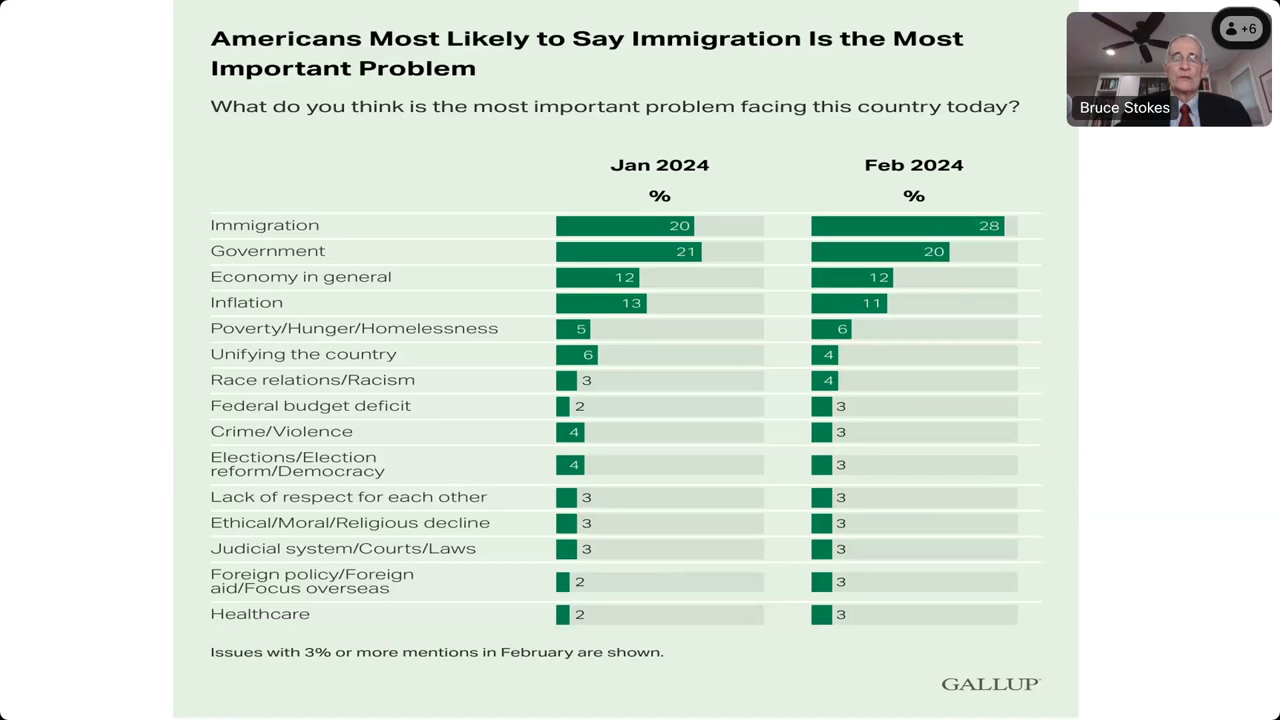 Americans Most Likely to Say Immigration Is the Most
Important Problem
What do you think is the most important problem facing this country today?
+6
Bruce Stokes
Jan 2024 Feb 2024
% %
Immigration 20 28
Government 21 20
Economy in general 12 12
Inflation 13 11
Poverty/Hunger/Homelessness 5 6
Unifying the country 6 4
Race relations/Racism 3 4
Federal budget deficit 2 3
Crime/Violence 4 3
Elections/Election
reform/Democracy 4 3
Lack of respect for each other 3 3
Ethical/Moral/Religious decline 3 3
Judicial system/Courts/Laws 3 3
Foreign policy/Foreign
aid/Focus overseas 2 3
Healthcare 2 3
Issues with 3% or more mentions in February are shown.
GALLUP